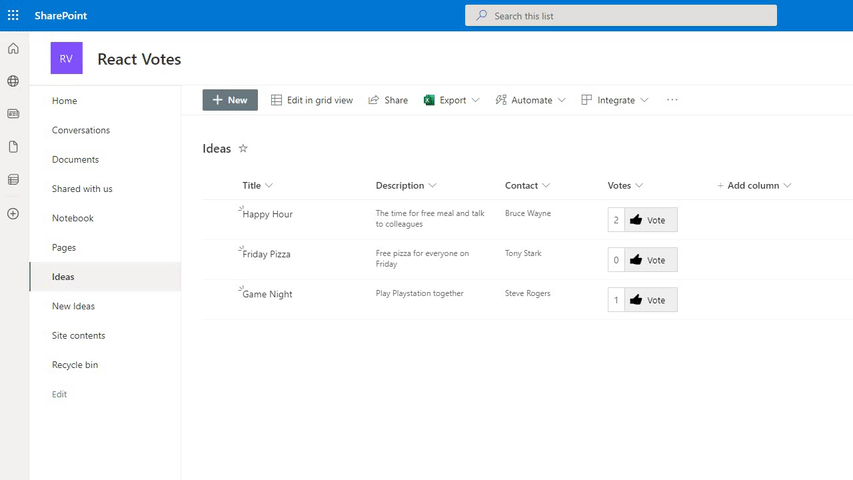 SharePoint
Search this list
RV
React Votes
Home
Conversations
Documents
Shared with us
Notebook
Pages
Ideas
New Ideas
Site contents
Recycle bin
Edit
New
Edit in grid view
Share
Export
Automate
Integrate
Ideas
Title Description Contact Votes + Add column
Happy Hour
The time for free meal and talk
to colleagues
Bruce Wayne
2 Vote
Friday Pizza
Free pizza for everyone on
Friday
Tony Stark
0 Vote
Game Night
Play Playstation together
Steve Rogers
1 Vote